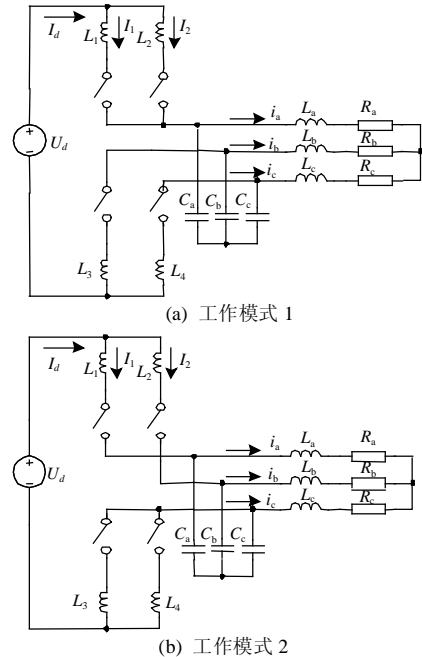 I_d L_1 I_1 L_2 I_2
U_d
i_a L_a R_a
i_b L_b R_b
i_c L_c R_c
C_a C_b C_c
L_3 L_4
(a) 工作模式 1
I_d L_1 I_1 L_2 I_2
U_d
i_a L_a R_a
i_b L_b R_b
i_c L_c R_c
C_a C_b C_c
L_3 L_4
(b) 工作模式 2